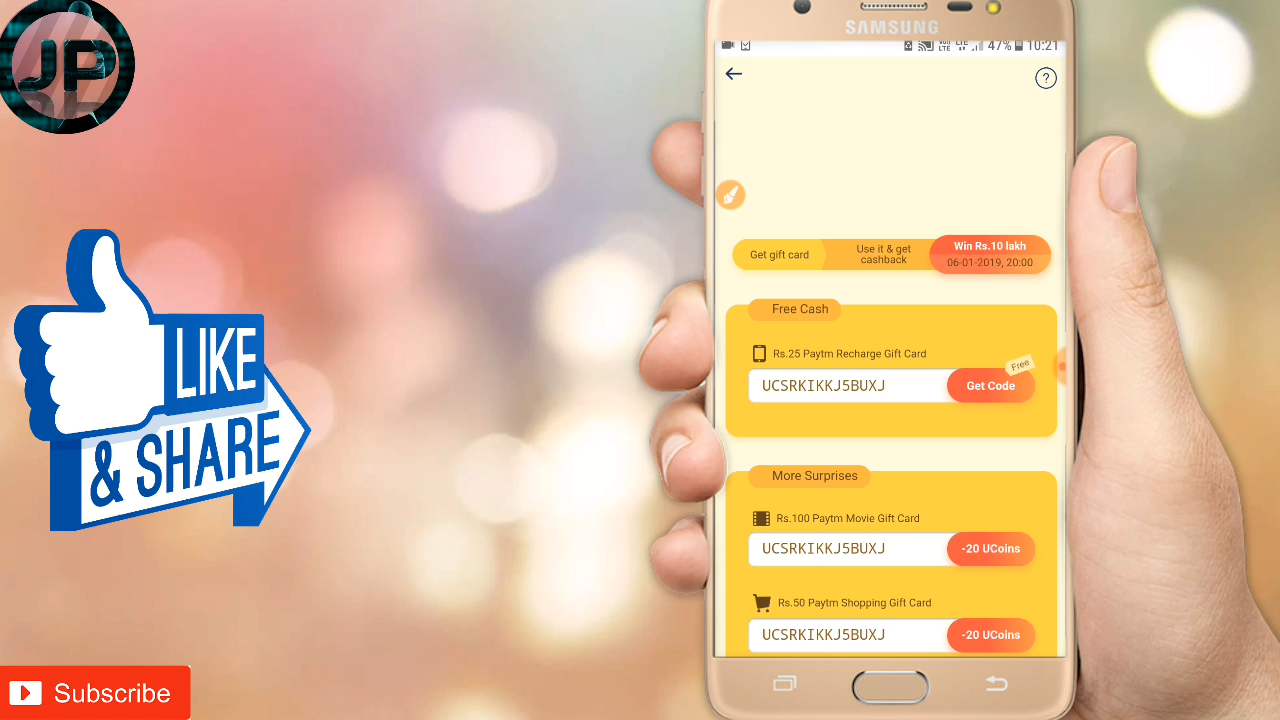 JP
SAMSUNG
47% 10:21
?
Get gift card
Use it & get
cashback
Win Rs.10 lakh
06-01-2019, 20:00
Free Cash
Rs.25 Paytm Recharge Gift Card
Free
UCSRKIKKJ5BUXJ
Get Code
More Surprises
Rs.100 Paytm Movie Gift Card
UCSRKIKKJ5BUXJ
-20 UCoins
Rs.50 Paytm Shopping Gift Card
UCSRKIKKJ5BUXJ
-20 UCoins
LIKE
& SHARE
Subscribe